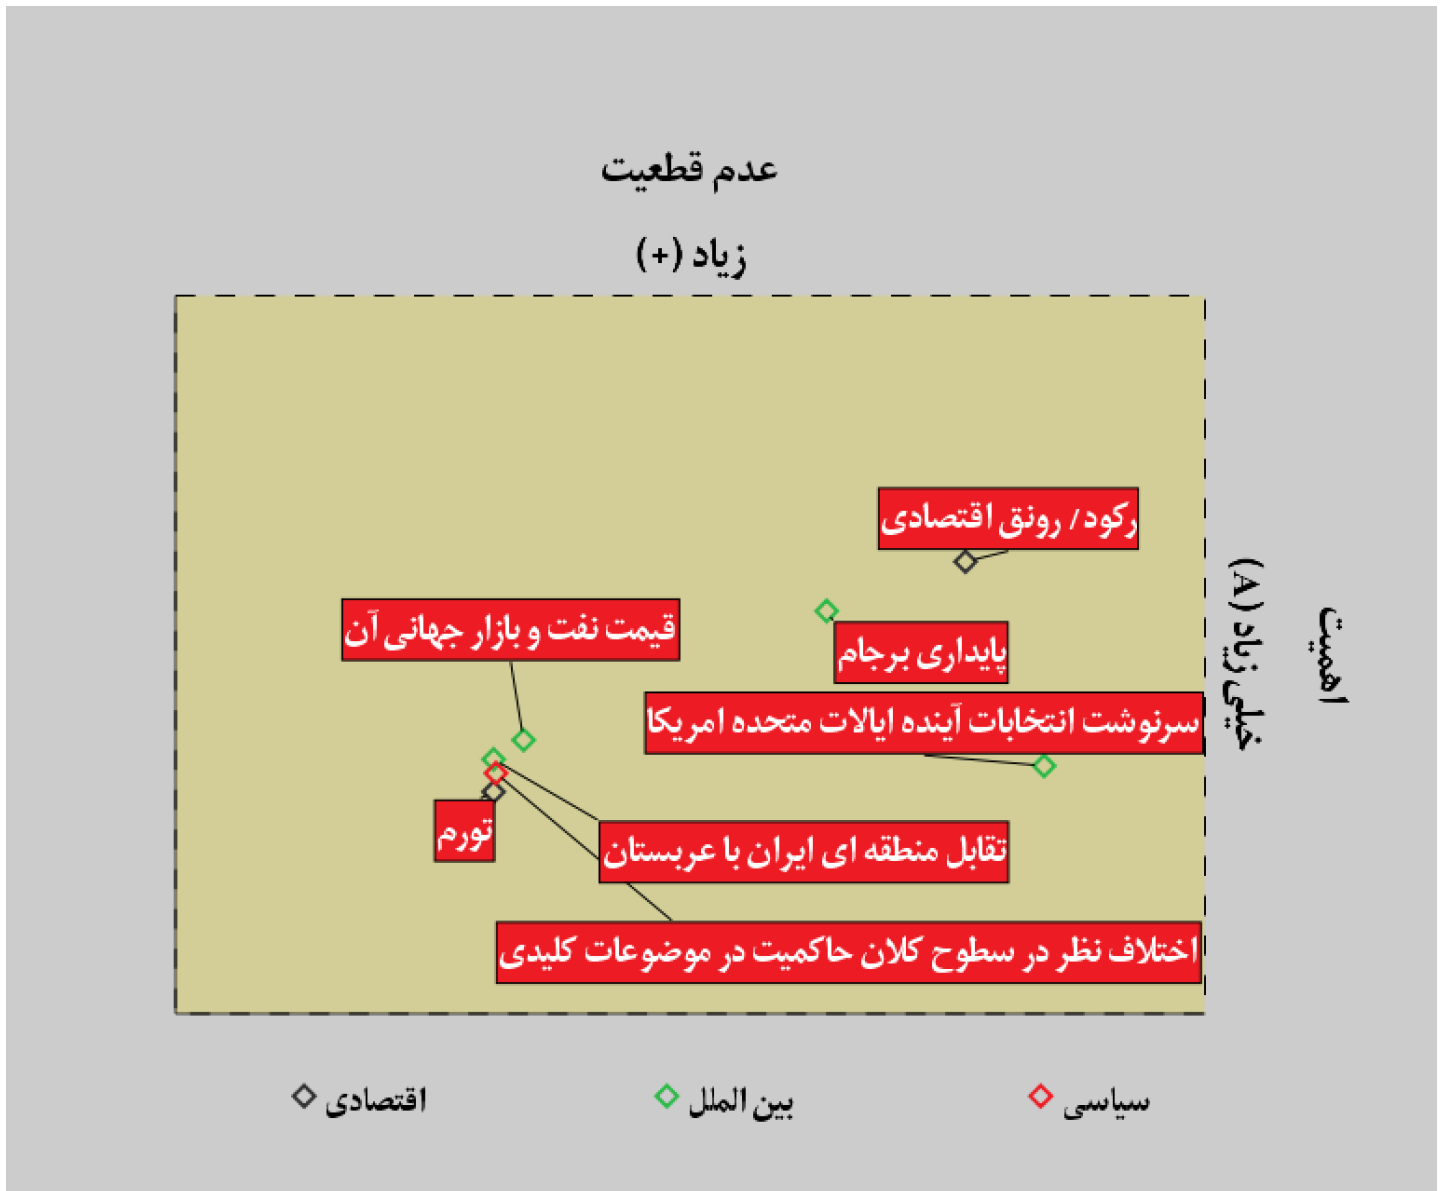 عدم قطعیت
زیاد (+)
رکود/ رونق اقتصادی
قیمت نفت و بازار جهانی آن
پایداری برجام
سرنوشت انتخابات آینده ایالات متحده امریکا
تورم
تقابل منطقه ای ایران با عربستان
اختلاف نظر در سطوح کلان حاکمیت در موضوعات کلیدی
خیلی زیاد (A)
اهمیت
سیاسی
بین الملل
اقتصادی